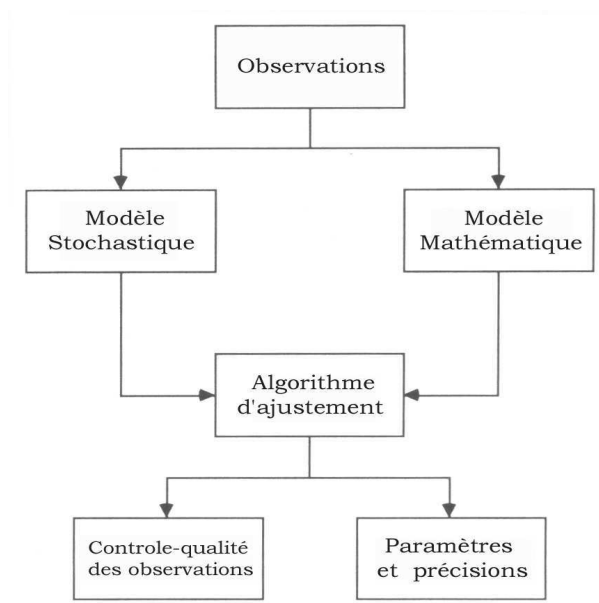 Observations
Modèle
Stochastique
Modèle
Mathématique
Algorithme
d'ajustement
Controle-qualité
des observations
Paramètres
et précisions